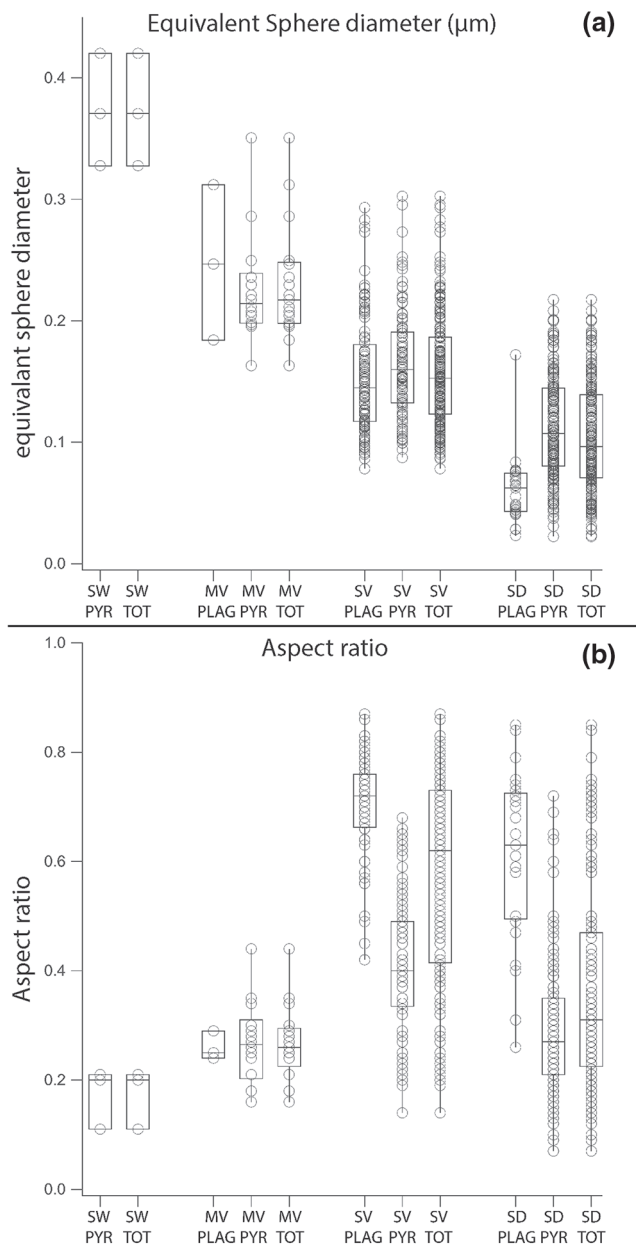 Equivalent Sphere diameter (µm)
(a)
equivalant sphere diameter
0.4
0.3
0.2
0.1
0.0
SW SW MV MV MV SV SV SV SD SD SD
PYR TOT PLAG PYR TOT PLAG PYR TOT PLAG PYR TOT
Aspect ratio
(b)
Aspect ratio
1.0
0.8
0.6
0.4
0.2
0.0
SW SW MV MV MV SV SV SV SD SD SD
PYR TOT PLAG PYR TOT PLAG PYR TOT PLAG PYR TOT